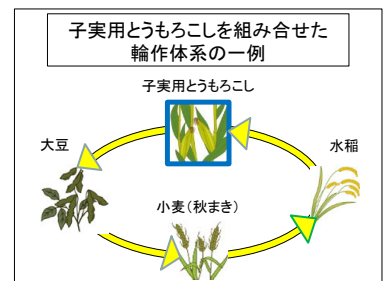 子実用とうもろこしを組み合せた
輪作体系の一例
子実用とうもろこし
大豆
水稲
小麦(秋まき)